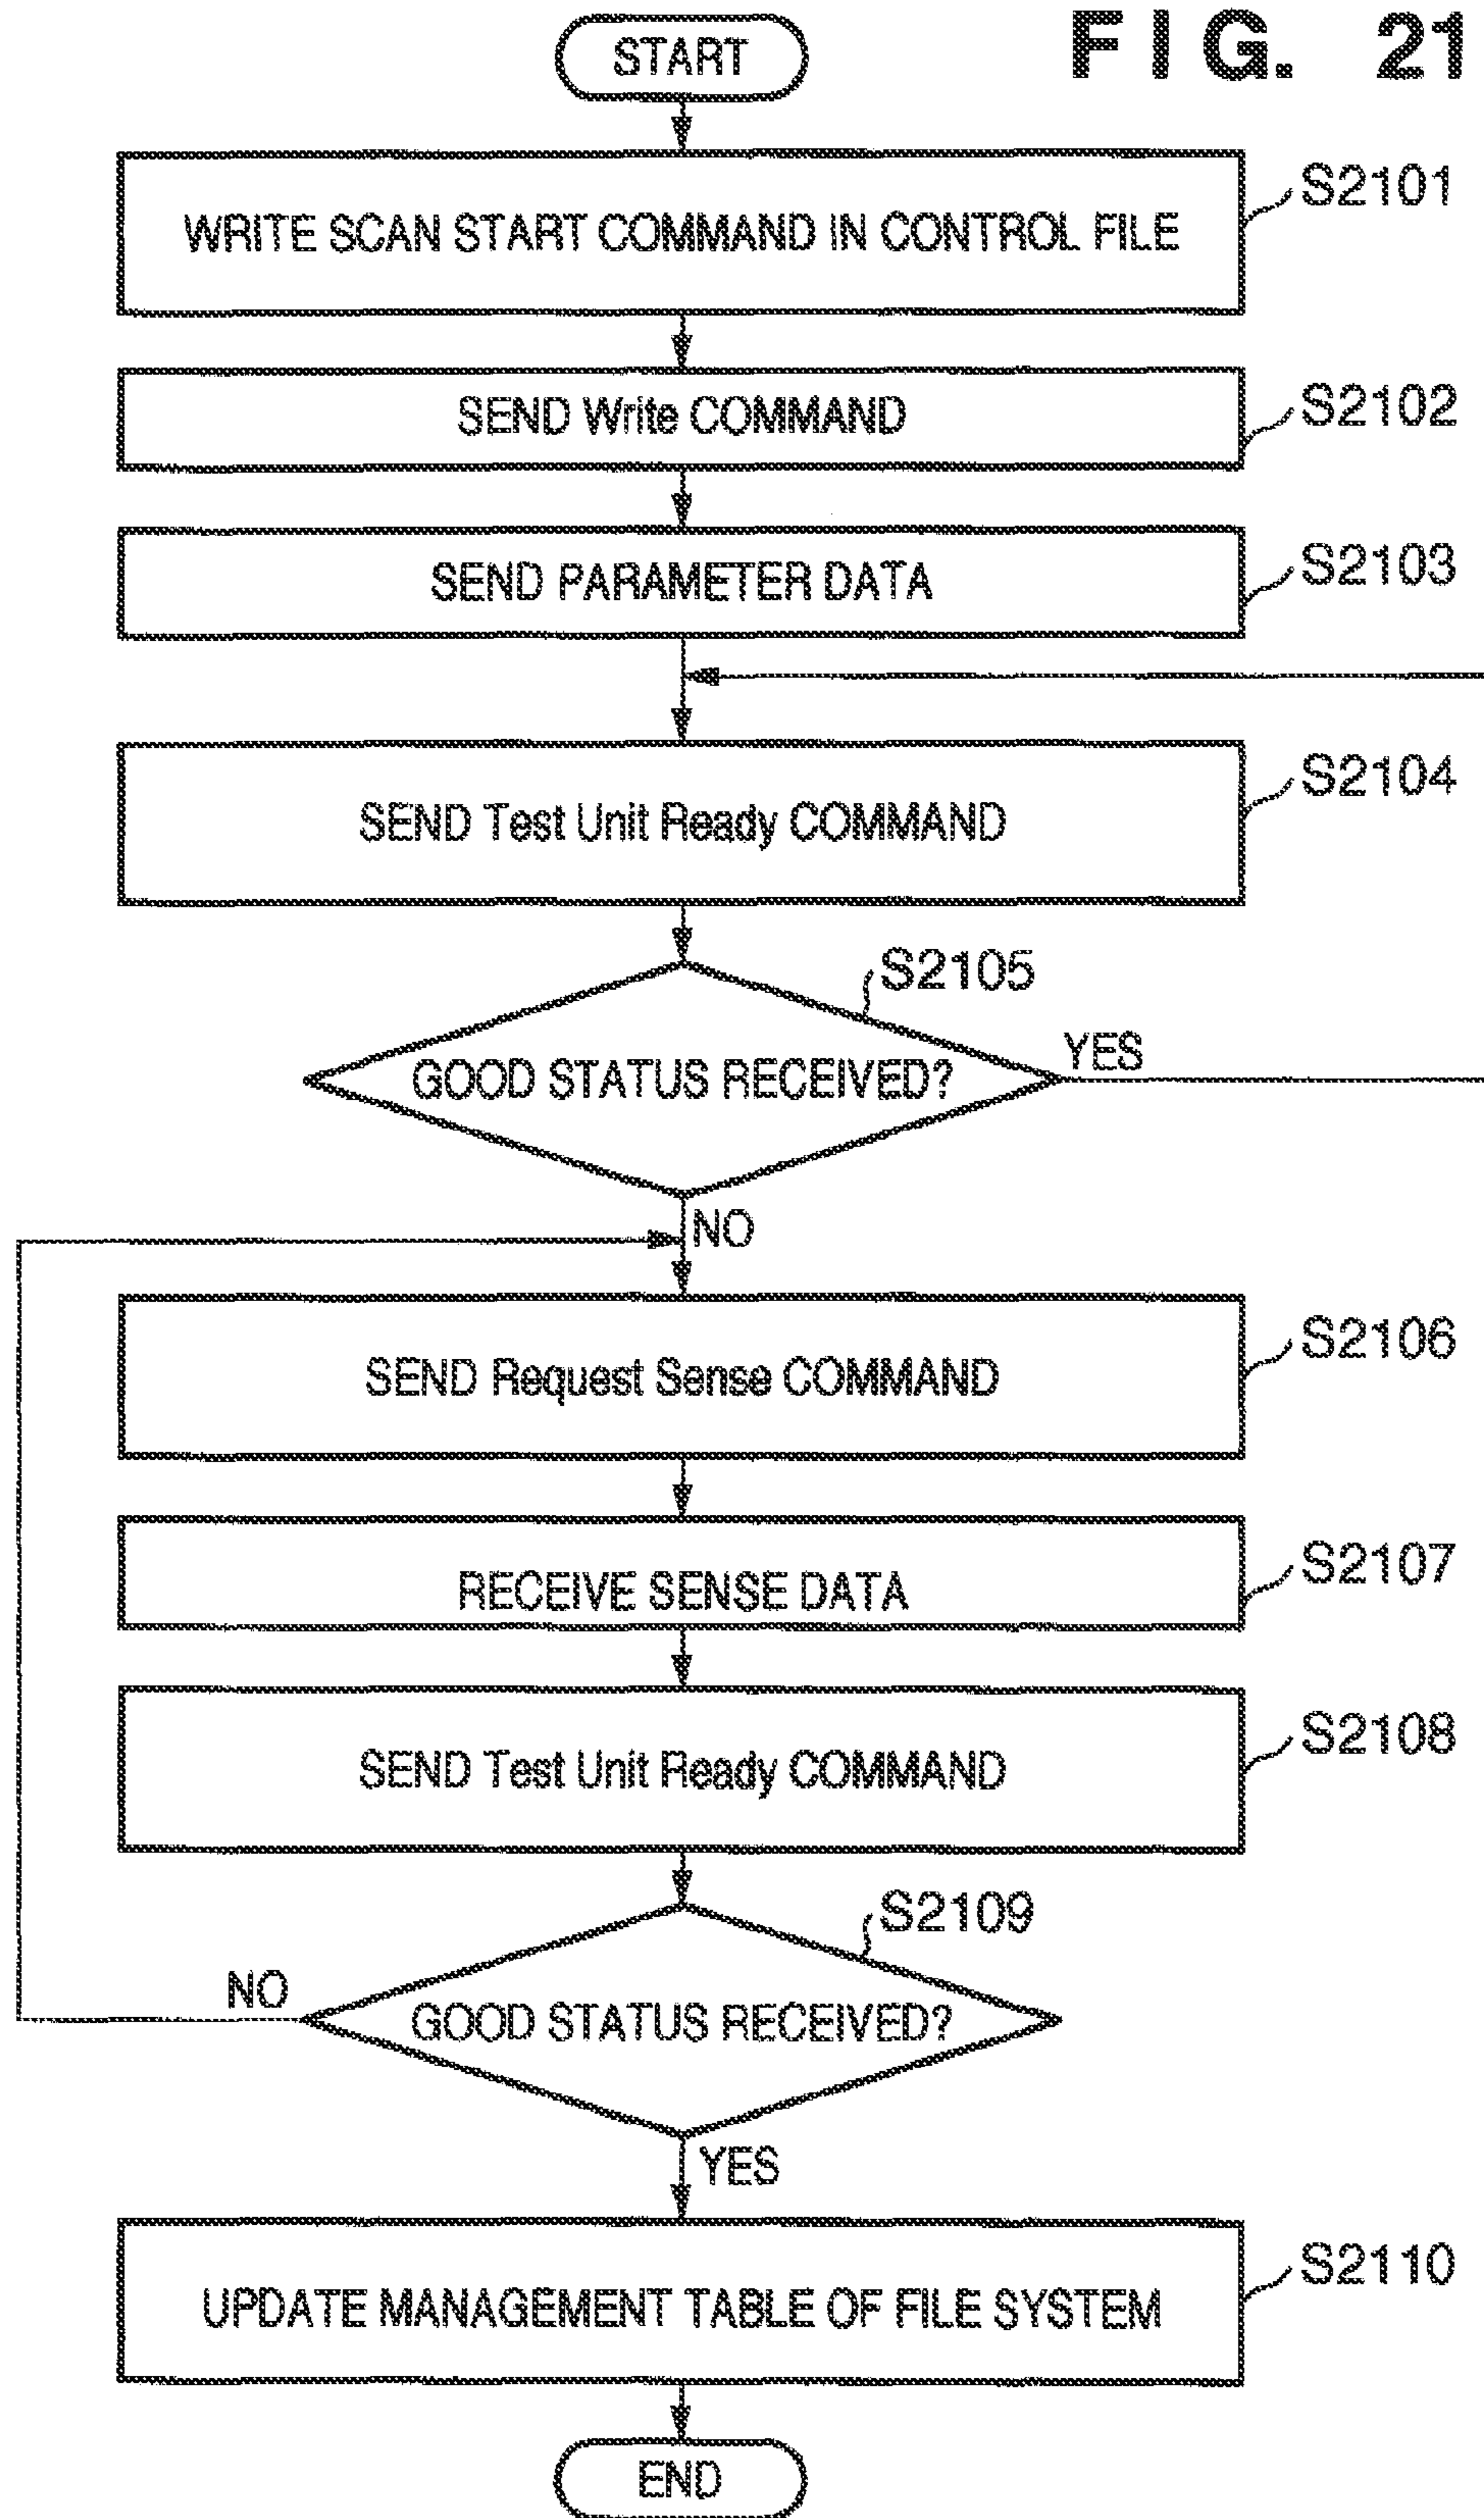 START
FIG. 21
WRITE SCAN START COMMAND IN CONTROL FILE
S2101
SEND Write COMMAND
S2102
SEND PARAMETER DATA
S2103
SEND Test Unit Ready COMMAND
S2104
S2105
GOOD STATUS RECEIVED?
YES
NO
SEND Request Sense COMMAND
S2106
RECEIVE SENSE DATA
S2107
SEND Test Unit Ready COMMAND
S2108
S2109
NO
GOOD STATUS RECEIVED?
YES
UPDATE MANAGEMENT TABLE OF FILE SYSTEM
S2110
END